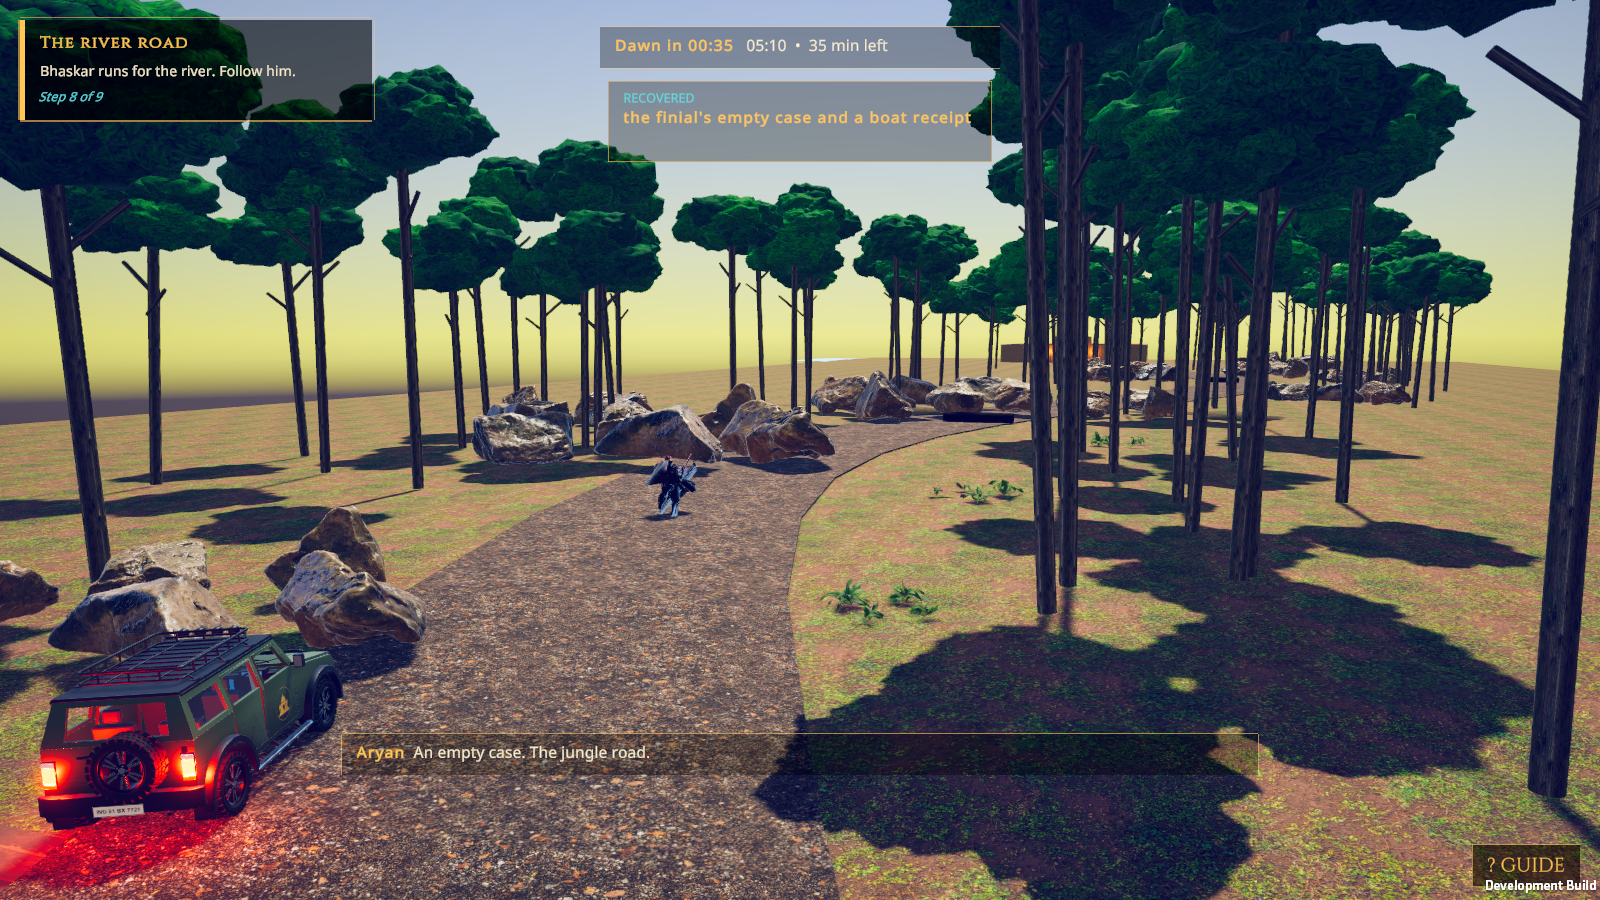 THE RIVER ROAD
Bhaskar runs for the river. Follow him.
Step 8 of 9
Dawn in 00:35 05:10 • 35 min left
RECOVERED
the finial's empty case and a boat receipt
Aryan An empty case. The jungle road.
? GUIDE
Development Build